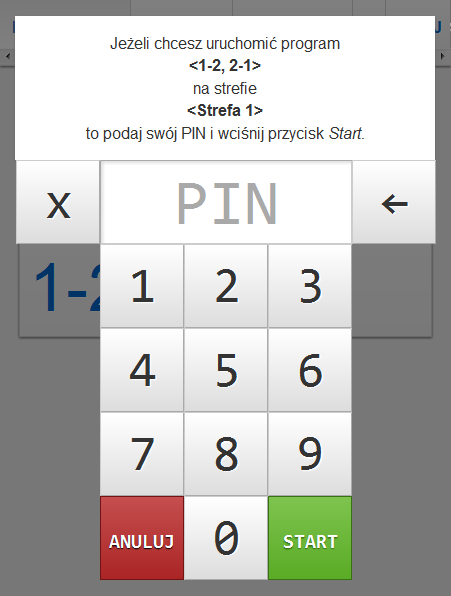 Jeżeli chcesz uruchomić program
<1-2, 2-1>
na strefie
<Strefa 1>
to podaj swój PIN i wciśnij przycisk Start.
X PIN ←
1-2
1 2 3
4 5 6
7 8 9
ANULUJ 0 START